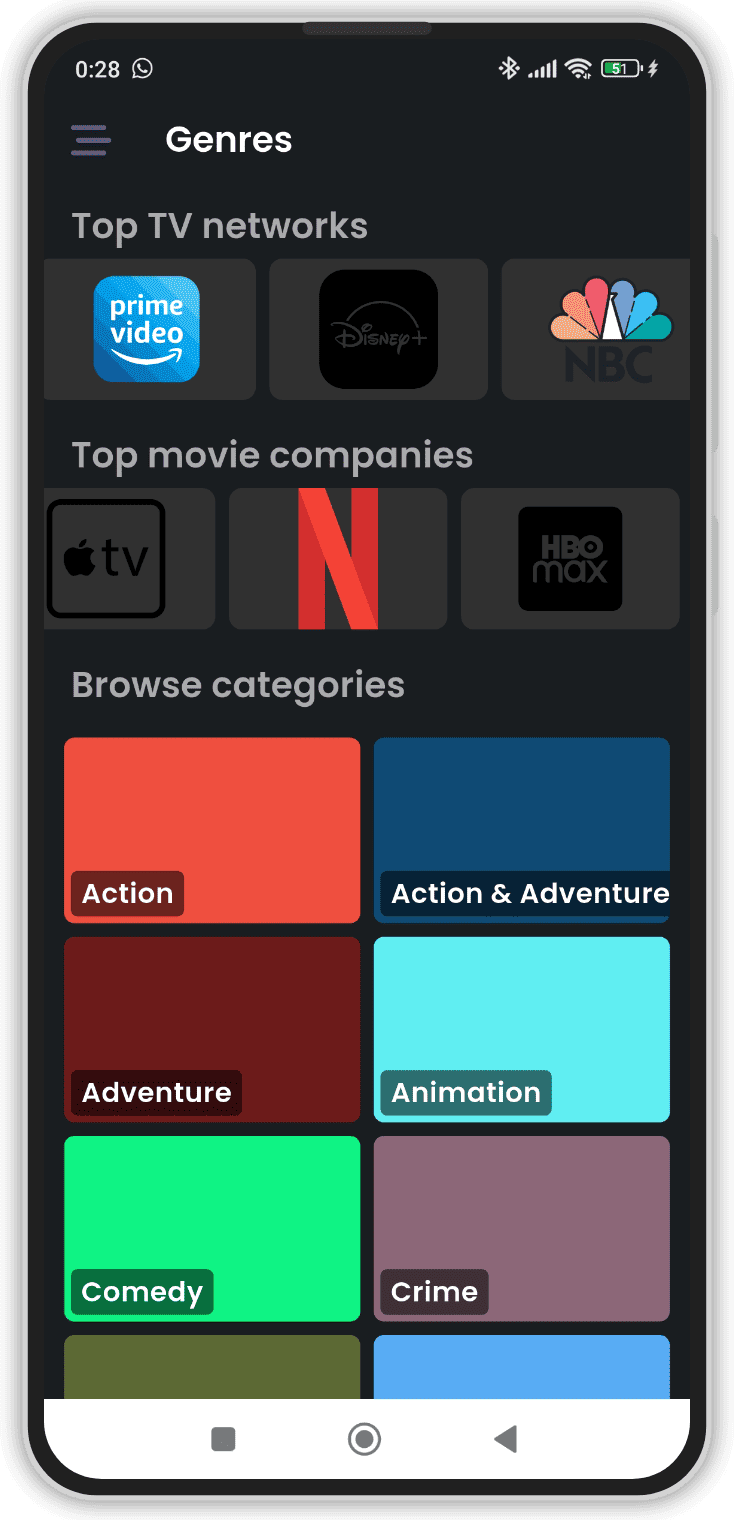 0:28
51
Genres
Top TV networks
prime video
Disney+
NBC
Top movie companies
tv
N
HBO max
Browse categories
Action
Action & Adventure
Adventure
Animation
Comedy
Crime